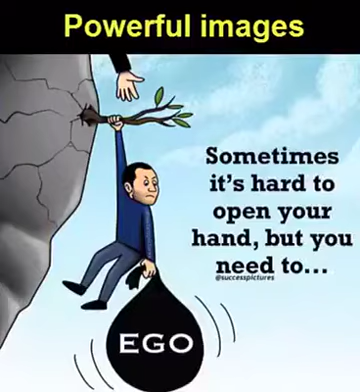 Powerful images
Sometimes
it's hard to
open your
hand, but you
need to...
@successpictures
EGO